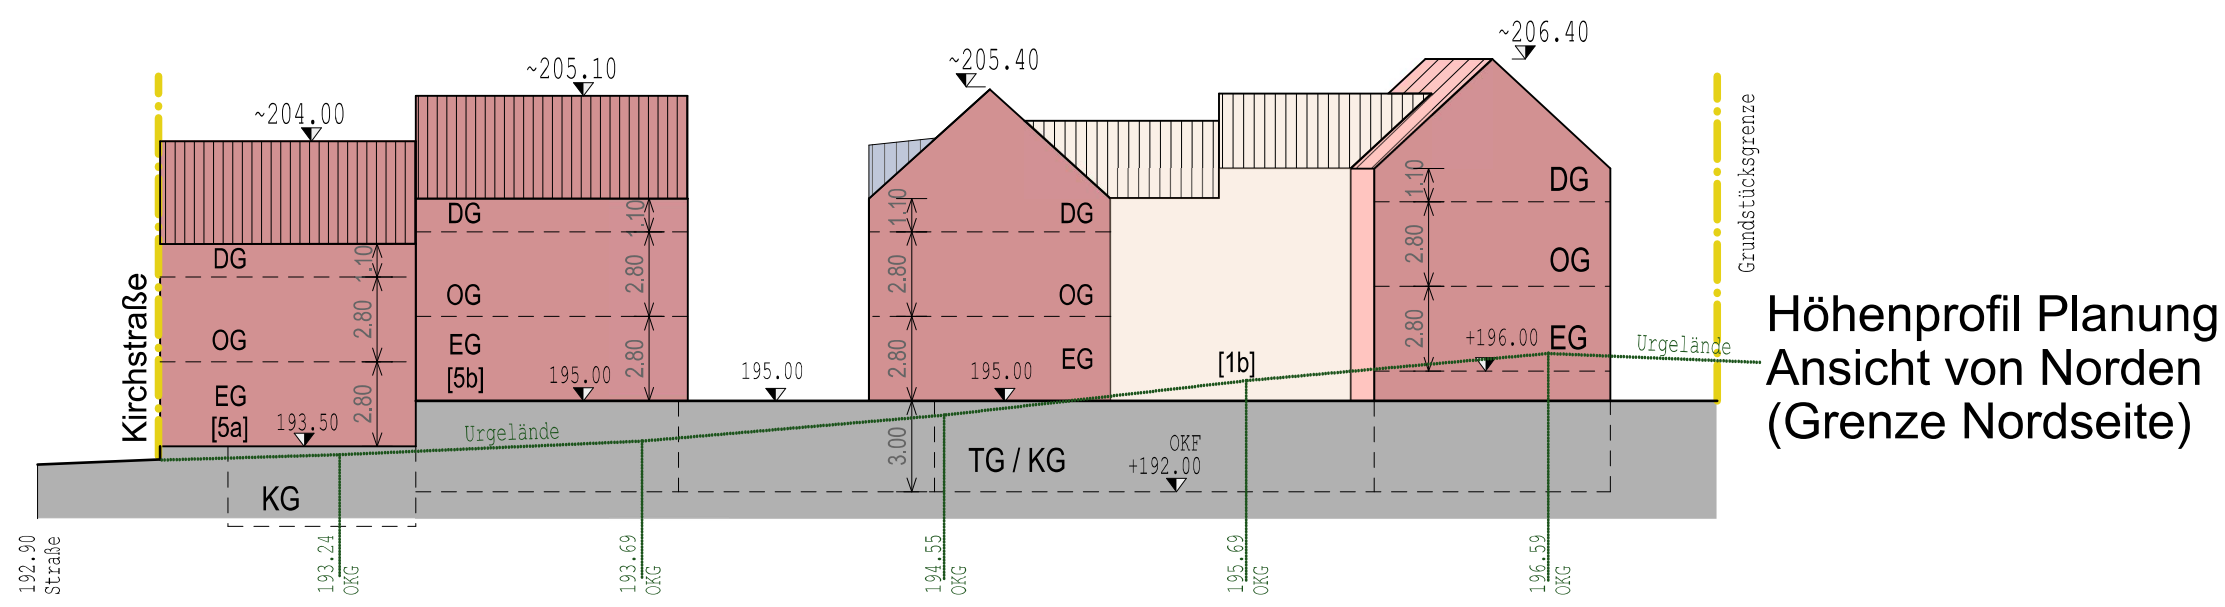 ~204.00
~205.10
~205.40
~206.40
Kirchstraße
Grundstücksgrenze
DG
OG
EG
[5a]
193.50
1.10
2.80
2.80
KG
DG
OG
EG
[5b]
195.00
1.10
2.80
2.80
195.00
DG
OG
EG
195.00
1.10
2.80
2.80
3.00
TG / KG
OKF
+192.00
[1b]
DG
OG
EG
+196.00
1.10
2.80
2.80
Urgelände
Urgelände
Höhenprofil Planung
Ansicht von Norden
(Grenze Nordseite)
192.90
Straße
193.24
OKG
193.69
OKG
194.55
OKG
195.69
OKG
196.59
OKG